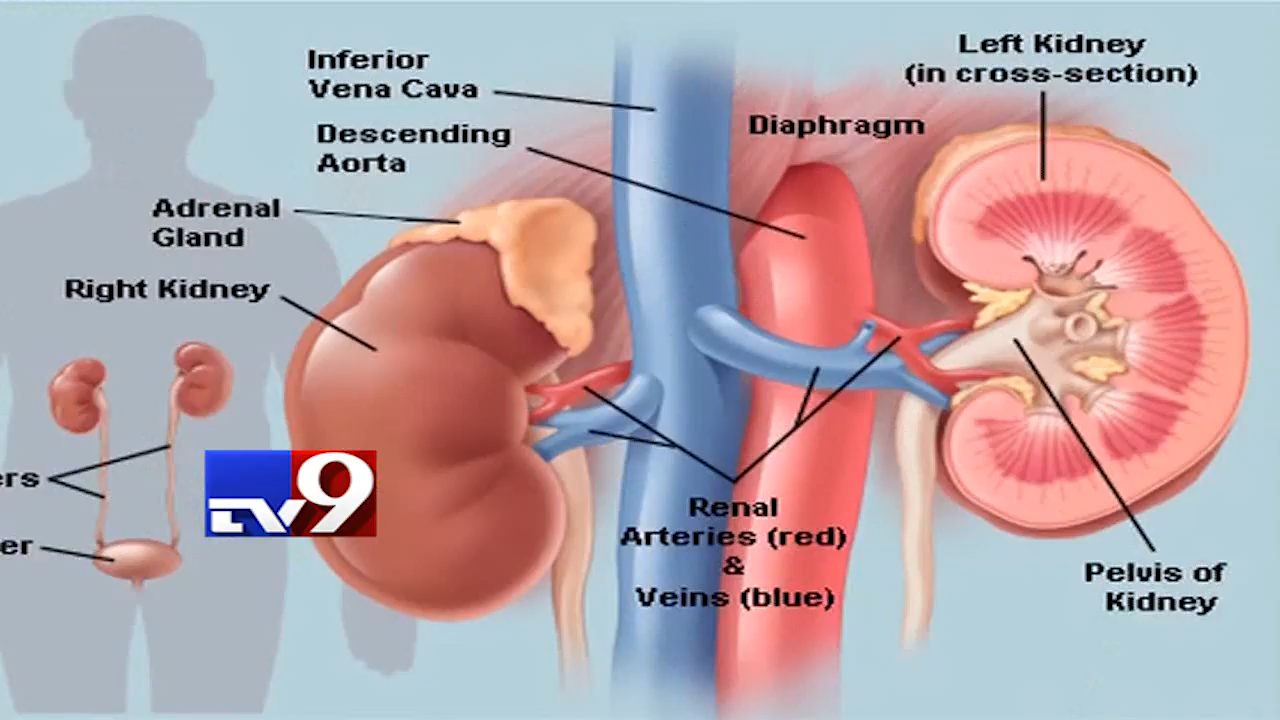 Inferior
Vena Cava
Descending
Aorta
Adrenal
Gland
Right Kidney
Diaphragm
Left Kidney
(in cross-section)
ers
er
TV9
Renal
Arteries (red)
&
Veins (blue)
Pelvis of
Kidney